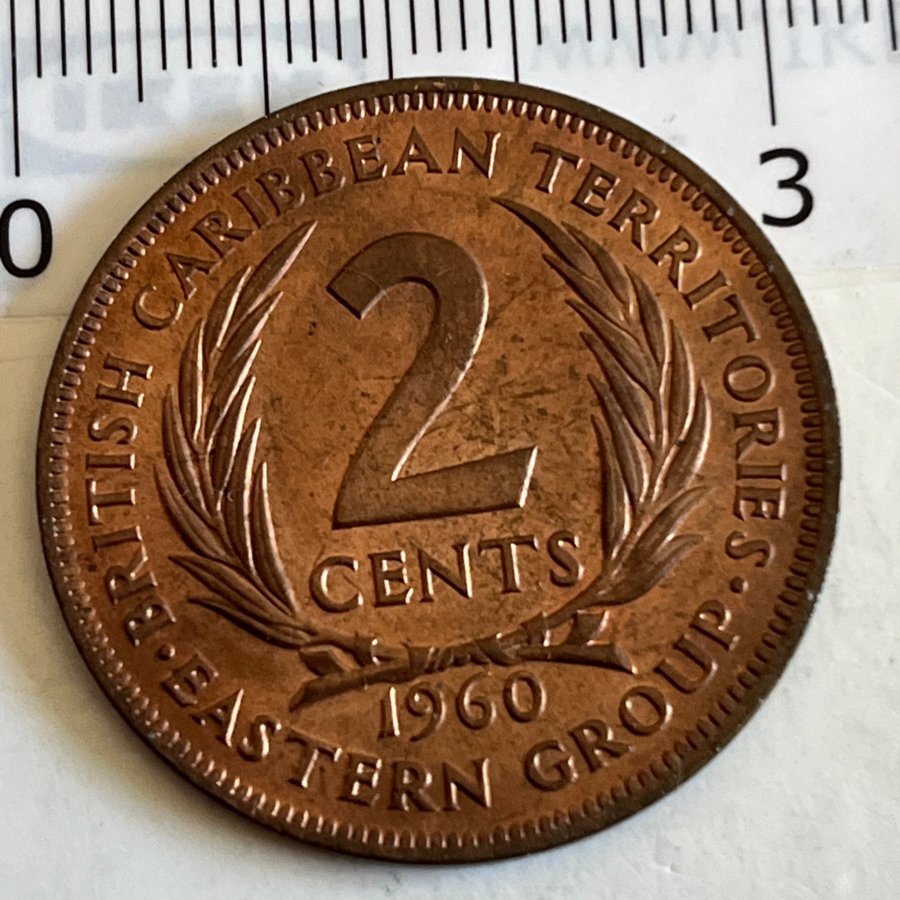 0 3
BRITISH CARIBBEAN TERRITORIES
2
CENTS
1960
· EASTERN GROUP ·